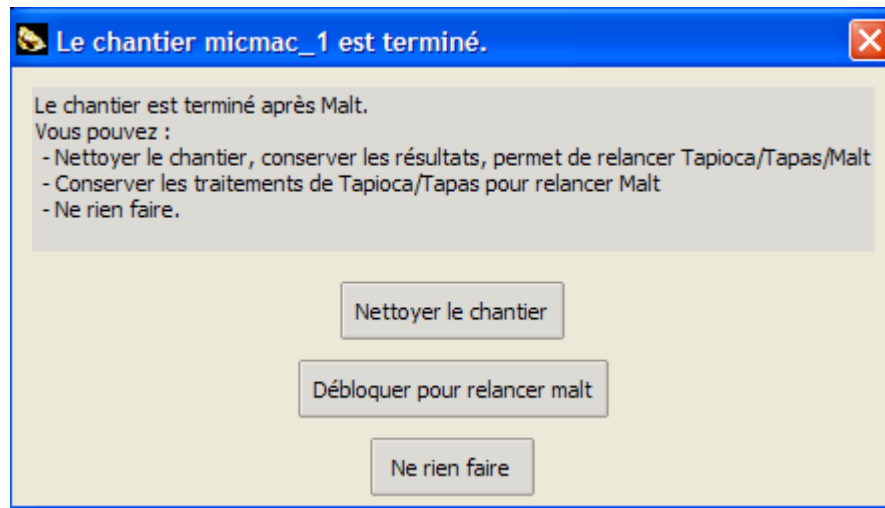 Le chantier micmac_1 est terminé.
Le chantier est terminé après Malt.
Vous pouvez :
- Nettoyer le chantier, conserver les résultats, permet de relancer Tapioca/Tapas/Malt
- Conserver les traitements de Tapioca/Tapas pour relancer Malt
- Ne rien faire.
Nettoyer le chantier
Débloquer pour relancer malt
Ne rien faire